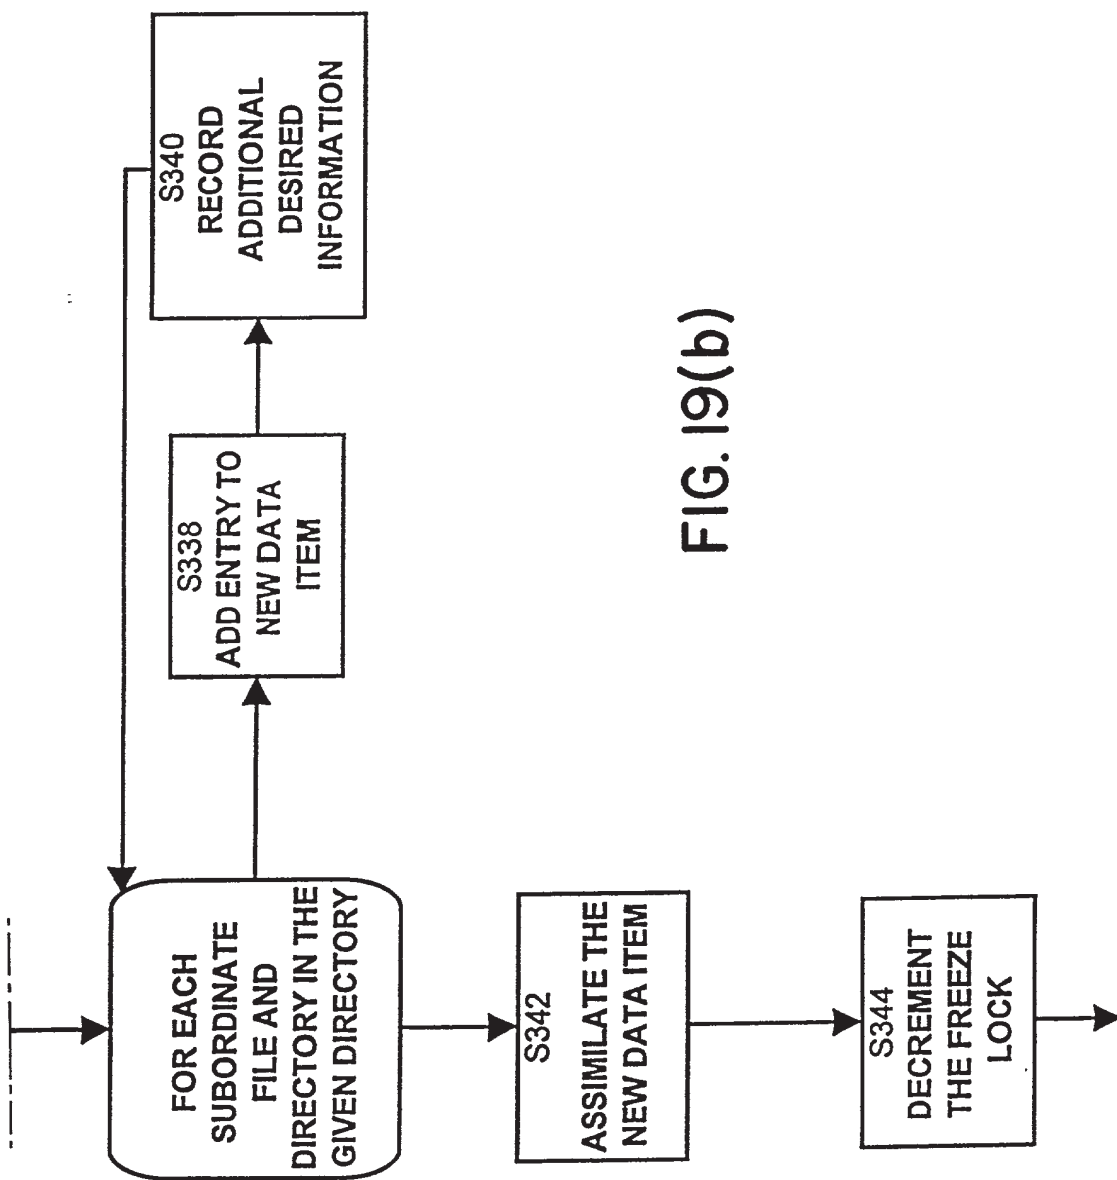 FOR EACH
SUBORDINATE
FILE AND
DIRECTORY IN THE
GIVEN DIRECTORY
S338
ADD ENTRY TO
NEW DATA
ITEM
S340
RECORD
ADDITIONAL
DESIRED
INFORMATION
S342
ASSIMILATE THE
NEW DATA ITEM
S344
DECREMENT
THE FREEZE
LOCK
FIG. 19(b)